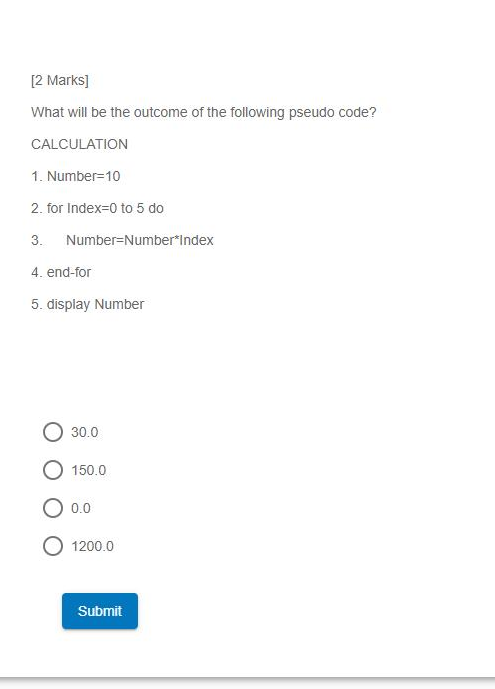 [2 Marks]
What will be the outcome of the following pseudo code?
CALCULATION
1. Number=10
2. for Index=0 to 5 do
3. Number=Number*Index
4. end-for
5. display Number
30.0
150.0
0.0
1200.0
Submit